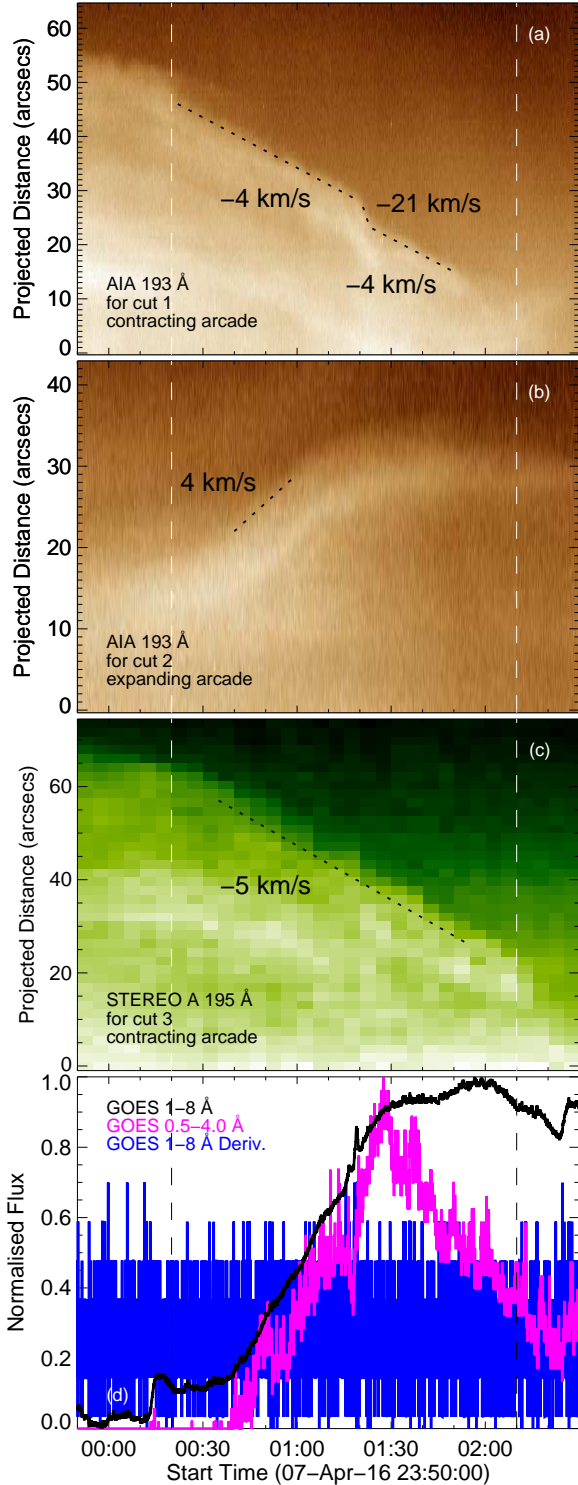 (a)
Projected Distance (arcsecs)
60
50
40
30
20
10
0
−4 km/s
−21 km/s
−4 km/s
AIA 193 Å
for cut 1
contracting arcade
(b)
Projected Distance (arcsecs)
40
30
20
10
0
4 km/s
AIA 193 Å
for cut 2
expanding arcade
(c)
Projected Distance (arcsecs)
60
40
20
0
−5 km/s
STEREO A 195 Å
for cut 3
contracting arcade
Normalised Flux
1.0
0.8
0.6
0.4
0.2
0.0
GOES 1−8 Å
GOES 0.5−4.0 Å
GOES 1−8 Å Deriv.
(d)
00:00 00:30 01:00 01:30 02:00
Start Time (07−Apr−16 23:50:00)